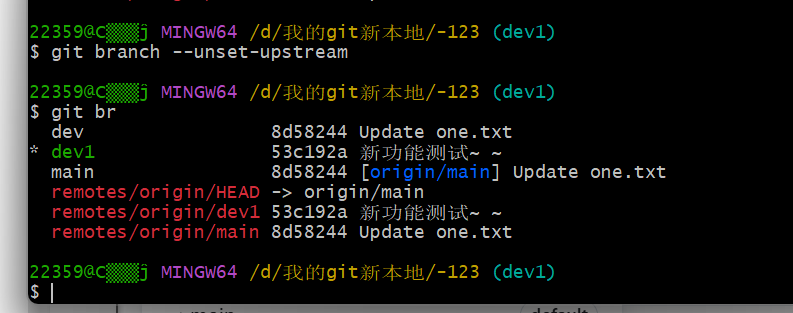 22359@C▒▒▒j MINGW64 /d/我的git新本地/-123 (dev1)
$ git branch --unset-upstream
22359@C▒▒▒j MINGW64 /d/我的git新本地/-123 (dev1)
$ git br
dev 8d58244 Update one.txt
* dev1 53c192a 新功能测试~ ~
main 8d58244 [origin/main] Update one.txt
remotes/origin/HEAD -> origin/main
remotes/origin/dev1 53c192a 新功能测试~ ~
remotes/origin/main 8d58244 Update one.txt
22359@C▒▒▒j MINGW64 /d/我的git新本地/-123 (dev1)
$